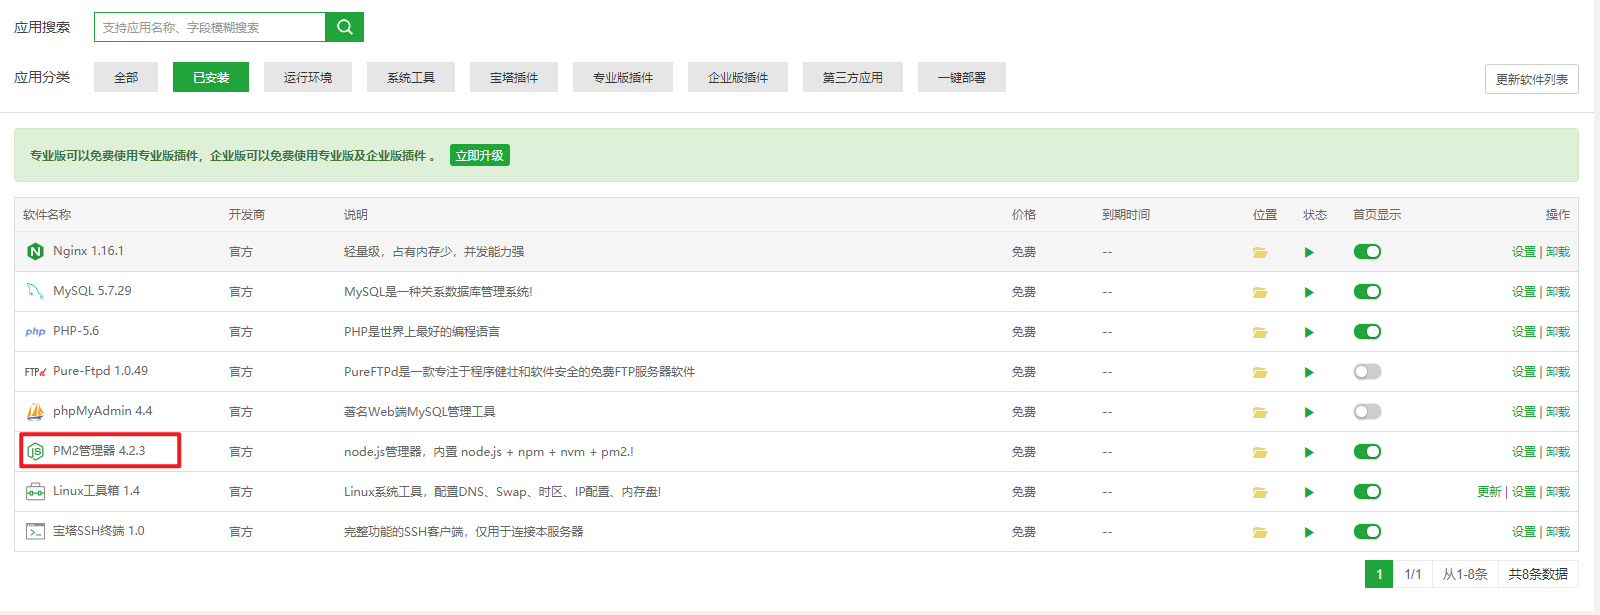 应用搜索 支持应用名称、字段模糊搜索
应用分类 全部 已安装 运行环境 系统工具 宝塔插件 专业版插件 企业版插件 第三方应用 一键部署 更新软件列表
专业版可以免费使用专业版插件，企业版可以免费使用专业版及企业版插件 。 立即升级
软件名称 开发商 说明 价格 到期时间 位置 状态 首页显示 操作
Nginx 1.16.1 官方 轻量级，占有内存少，并发能力强 免费 -- 设置 | 卸载
MySQL 5.7.29 官方 MySQL是一种关系数据库管理系统! 免费 -- 设置 | 卸载
php PHP-5.6 官方 PHP是世界上最好的编程语言 免费 -- 设置 | 卸载
FTPd Pure-Ftpd 1.0.49 官方 PureFTPd是一款专注于程序健壮和软件安全的免费FTP服务器软件 免费 -- 设置 | 卸载
phpMyAdmin 4.4 官方 著名Web端MySQL管理工具 免费 -- 设置 | 卸载
JS PM2管理器 4.2.3 官方 node.js管理器，内置 node.js + npm + nvm + pm2.! 免费 -- 设置 | 卸载
Linux工具箱 1.4 官方 Linux系统工具，配置DNS、Swap、时区、IP配置、内存盘! 免费 -- 更新 | 设置 | 卸载
宝塔SSH终端 1.0 官方 完整功能的SSH客户端，仅用于连接本服务器 免费 -- 设置 | 卸载
1 1/1 从1-8条 共8条数据